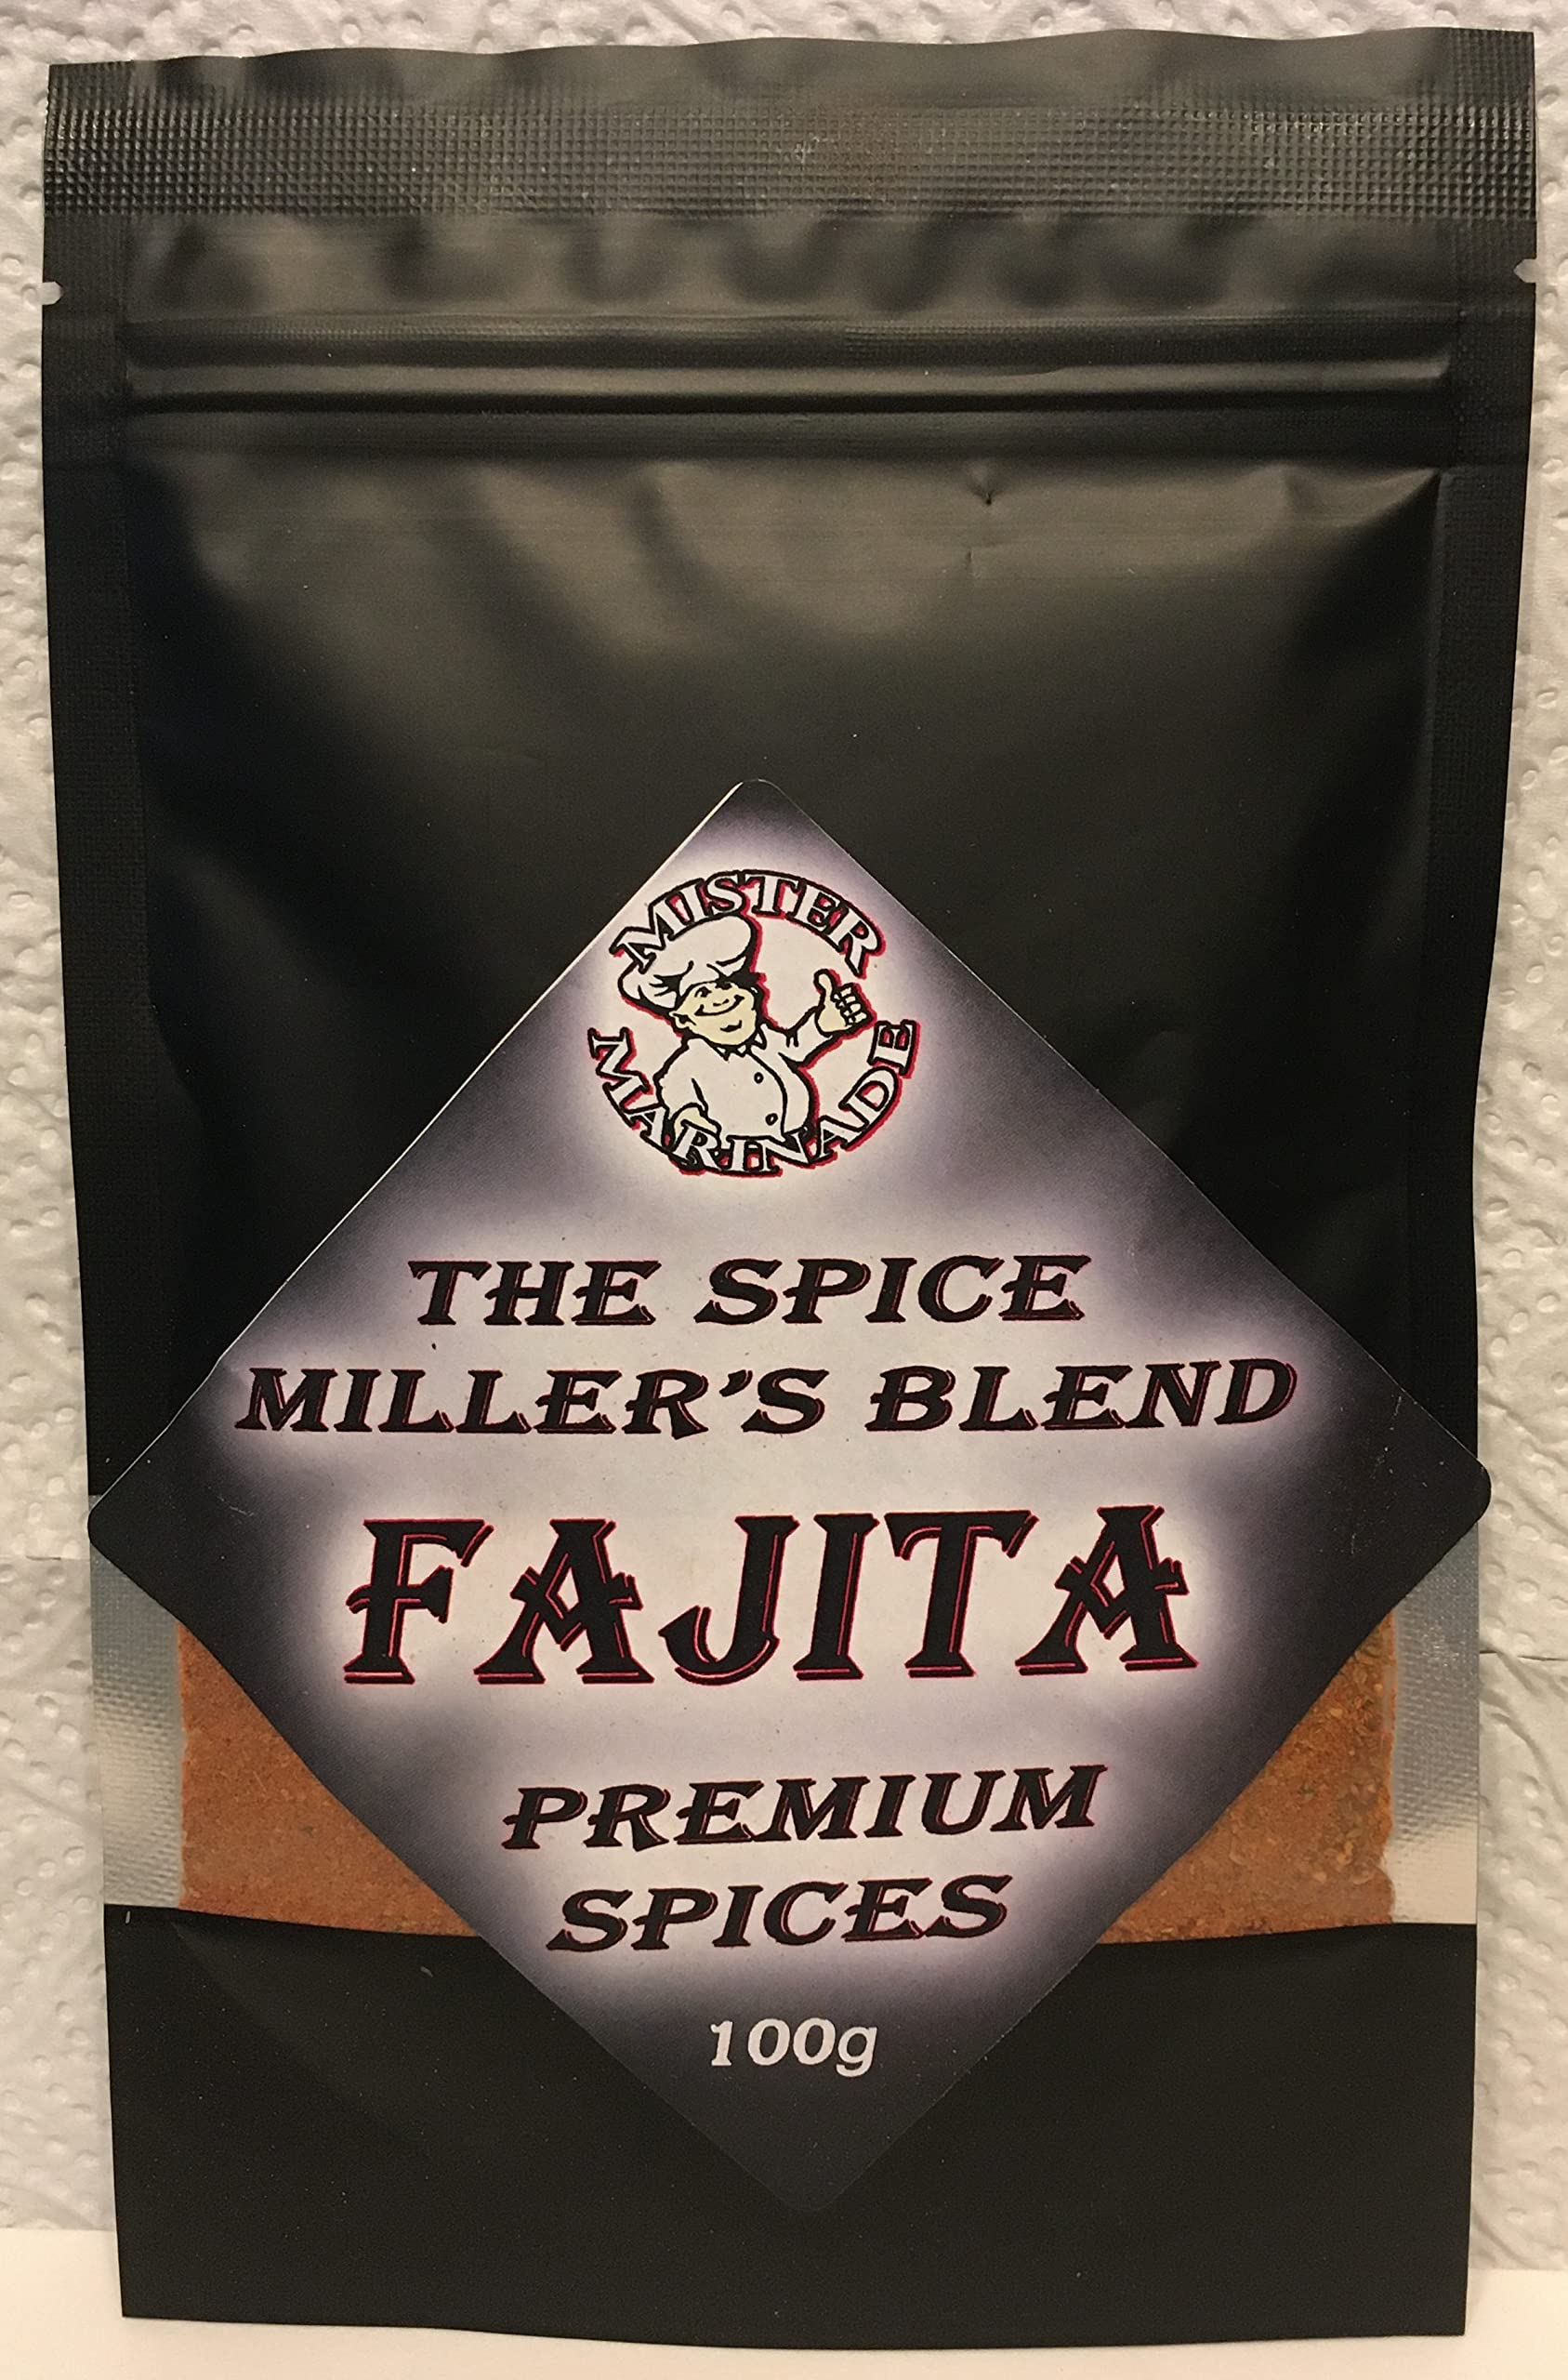 MISTER
MARINADE
THE SPICE
MILLER'S BLEND
FAJITA
PREMIUM
SPICES
100g